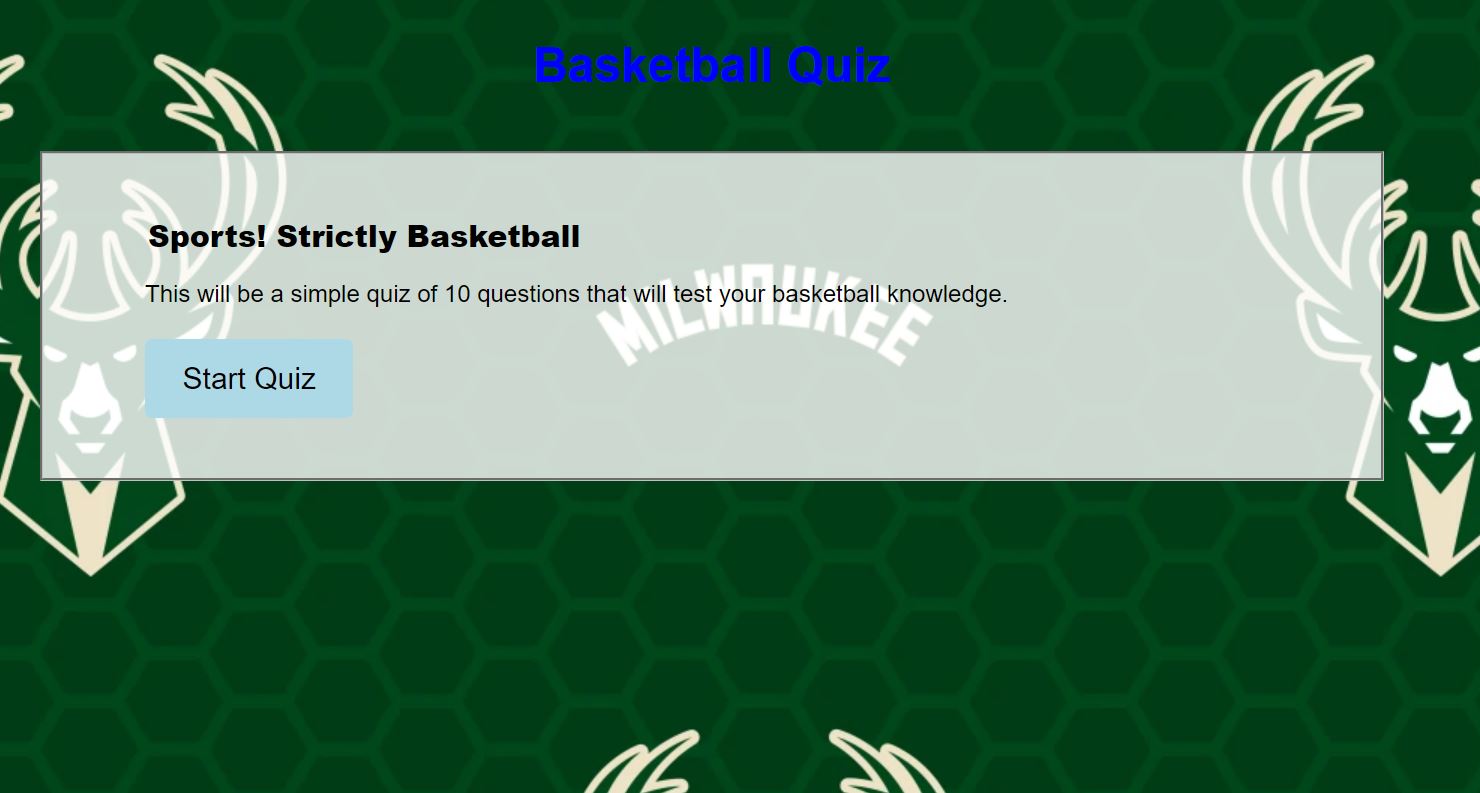 Basketball Quiz
Sports! Strictly Basketball
This will be a simple quiz of 10 questions that will test your basketball knowledge.
MILWAUKEE
Start Quiz